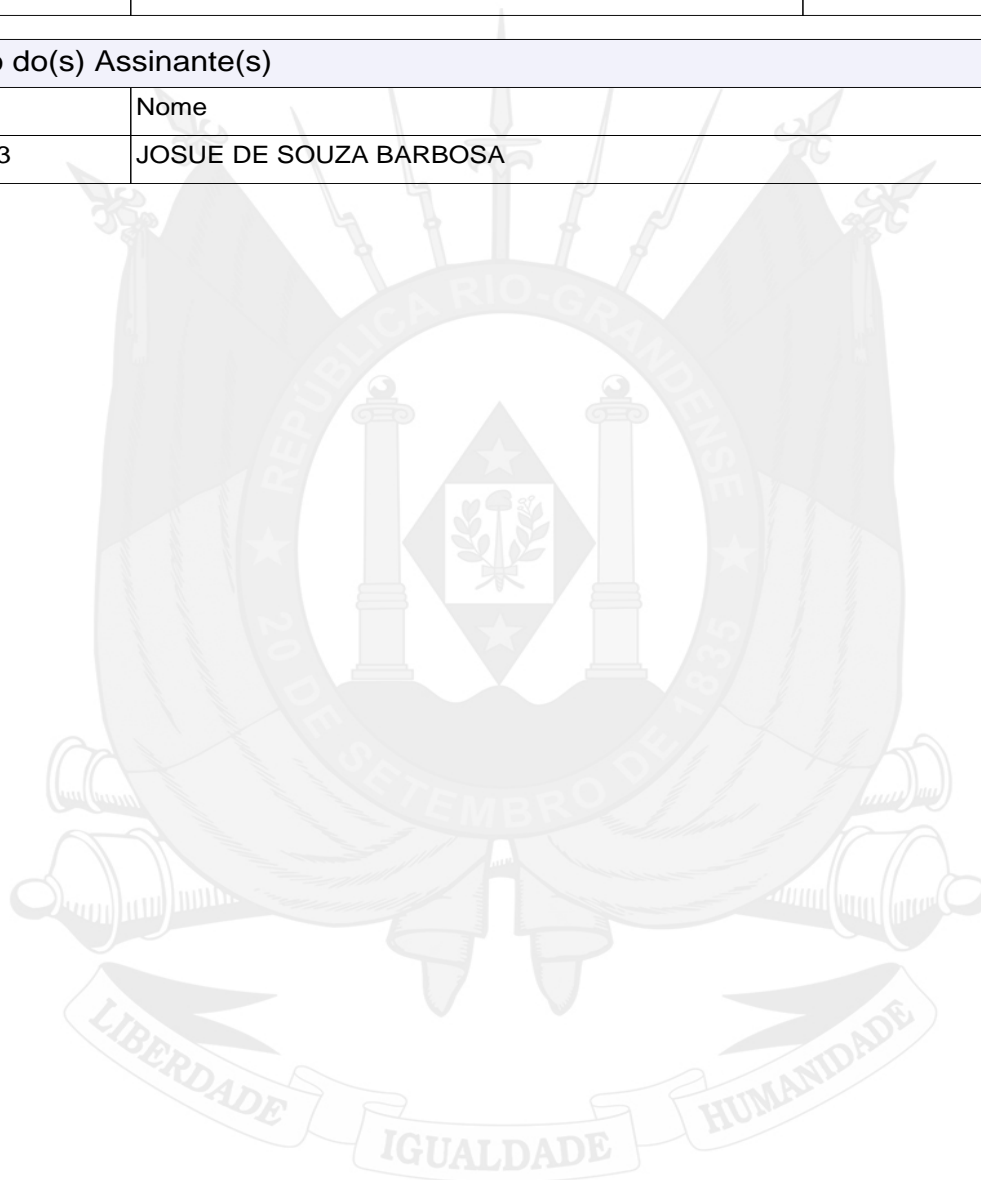 o do(s) Assinante(s)
Nome
3 JOSUE DE SOUZA BARBOSA
REPÚBLICA RIO-GRANDENSE
20 DE SETEMBRO DE 1835
LIBERDADE IGUALDADE HUMANIDADE